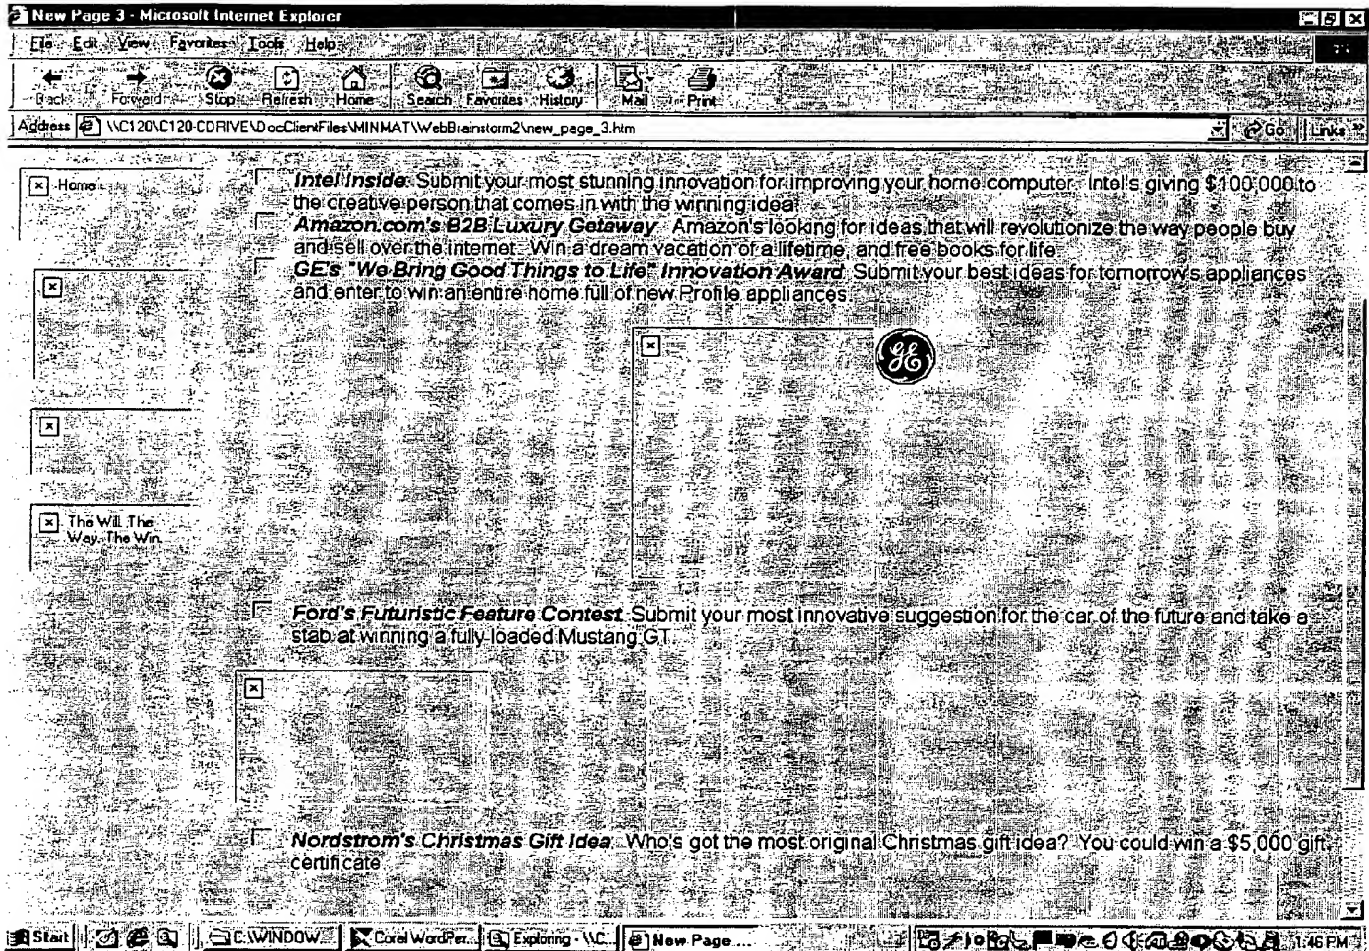 New Page 3 - Microsoft Internet Explorer
File Edit View Favorites Tools Help
Back Forward Stop Refresh Home Search Favorites History Mail Print
Address \\C120\C120-CDRIVE\DocClientFiles\MINMAT\WebBrainstorm2\new_page_3.htm Go Links »
Home
Intel Inside: Submit your most stunning innovation for improving your home computer. Intel's giving $100,000 to
the creative person that comes in with the winning idea!
Amazon.com's B2B Luxury Getaway: Amazon's looking for ideas that will revolutionize the way people buy
and sell over the internet. Win a dream vacation of a lifetime, and free books for life
GE's "We Bring Good Things to Life" Innovation Award: Submit your best ideas for tomorrow's appliances
and enter to win an entire home full of new Profile appliances.
GE
The Will. The
Way. The Win.
Ford's Futuristic Feature Contest: Submit your most innovative suggestion for the car of the future and take a
stab at winning a fully-loaded Mustang GT.
Nordstrom's Christmas Gift Idea: Who's got the most original Christmas gift idea? You could win a $5,000 gift
certificate
Start C:\WINDOW... Corel WordPer... Exploring - \\C... New Page ... 1:46 PM